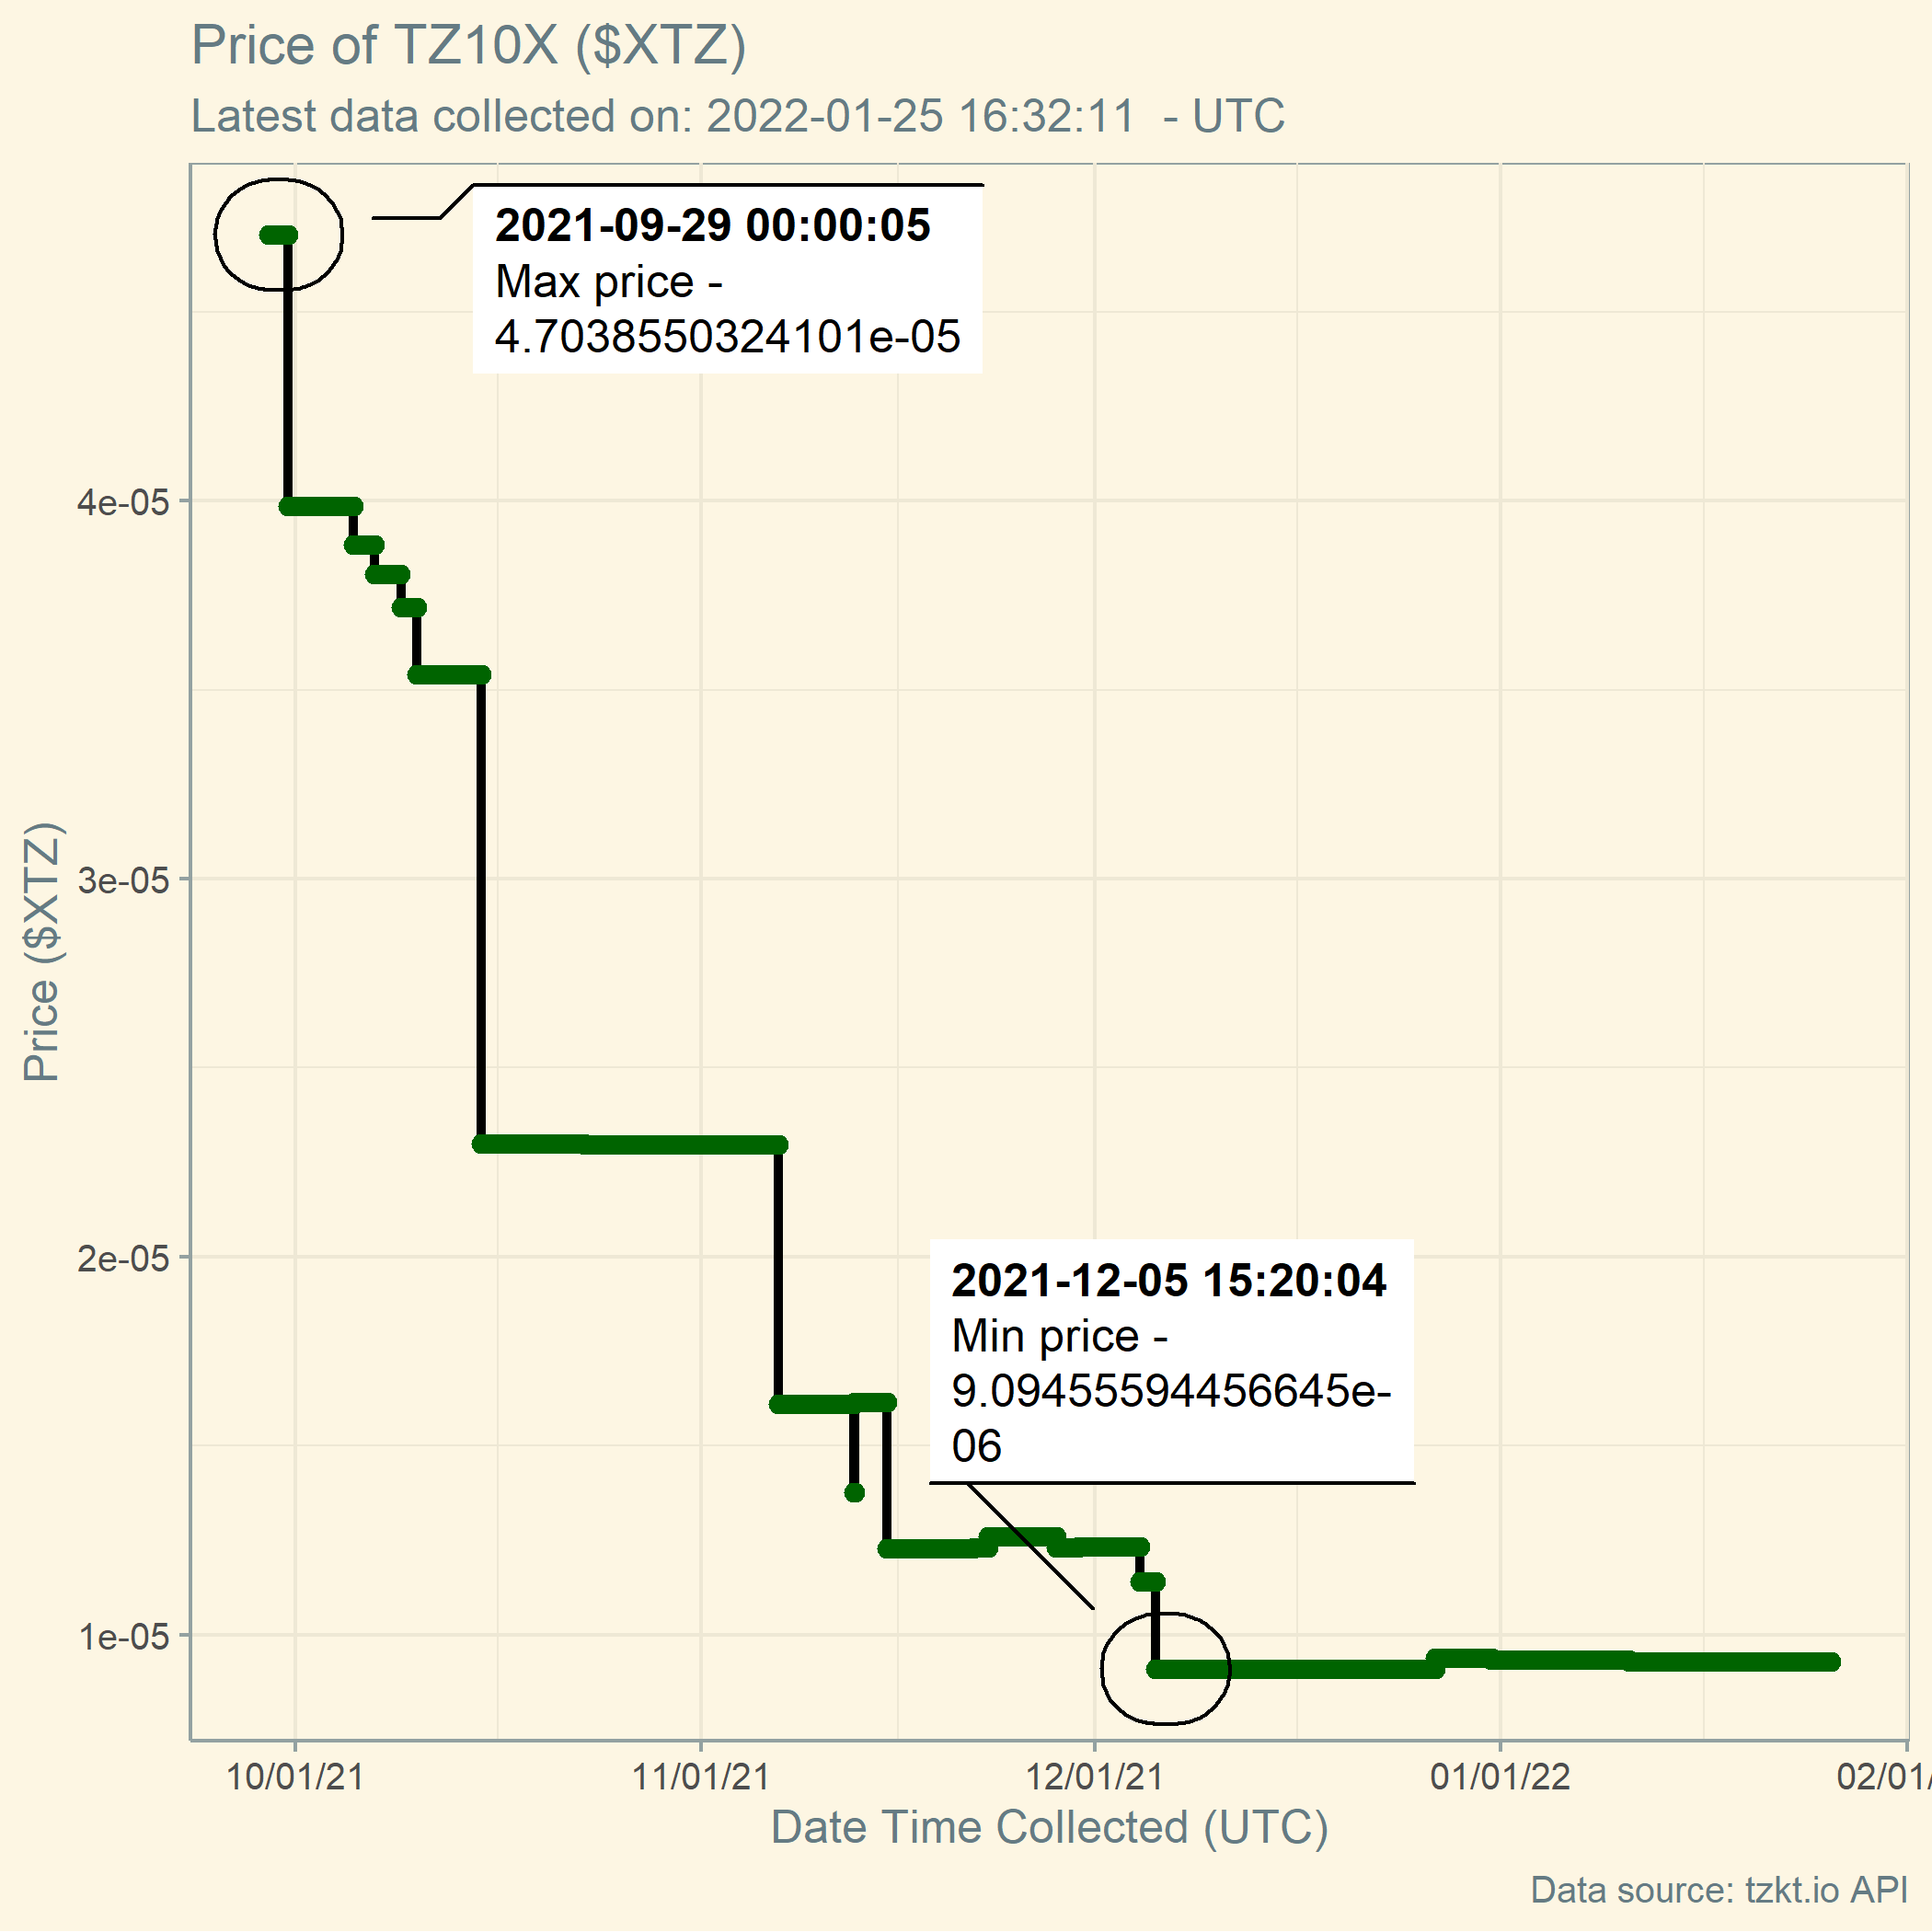 Price of TZ10X ($XTZ)
Latest data collected on: 2022-01-25 16:32:11  - UTC
2021-09-29 00:00:05
Max price -
4.7038550324101e-05
4e-05
3e-05
2e-05
1e-05
Price ($XTZ)
2021-12-05 15:20:04
Min price -
9.09455594456645e-
06
10/01/21
11/01/21
12/01/21
01/01/22
02/01/
Date Time Collected (UTC)
Data source: tzkt.io API